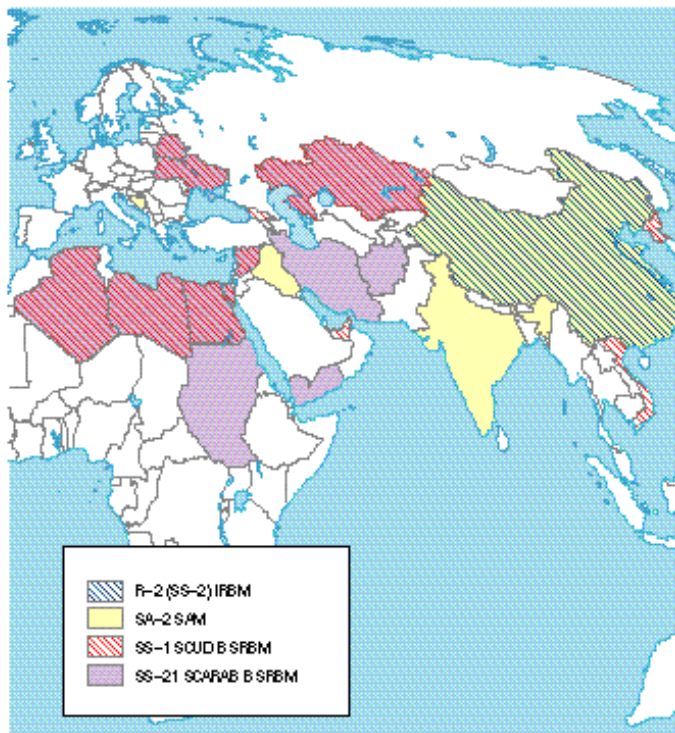 R-2 (SS-2) IRBM
SA-2 SAM
SS-1 SCUD B SRBM
SS-21 SCARAB B SRBM